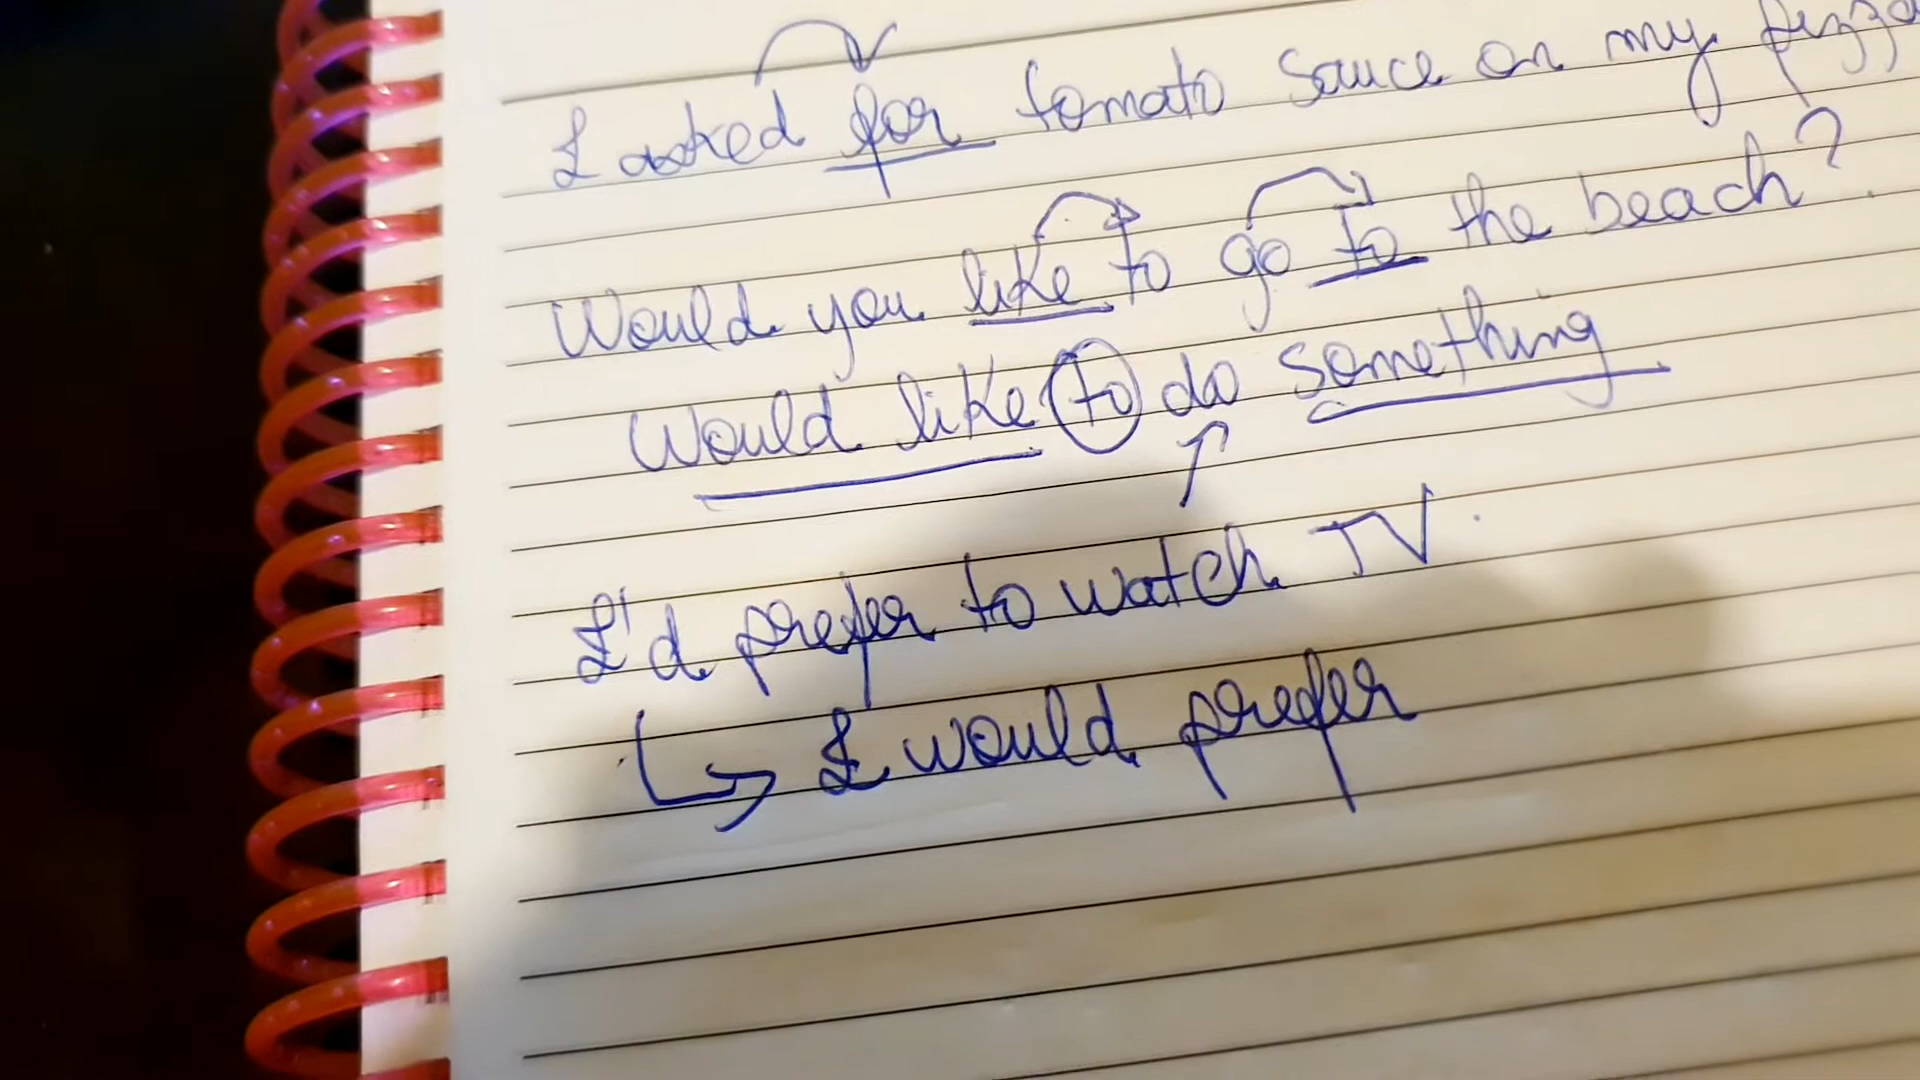 I asked for tomato sauce on my pizza
Would you like to go to the beach?
Would like to do something
I'd prefer to watch TV.
I would prefer